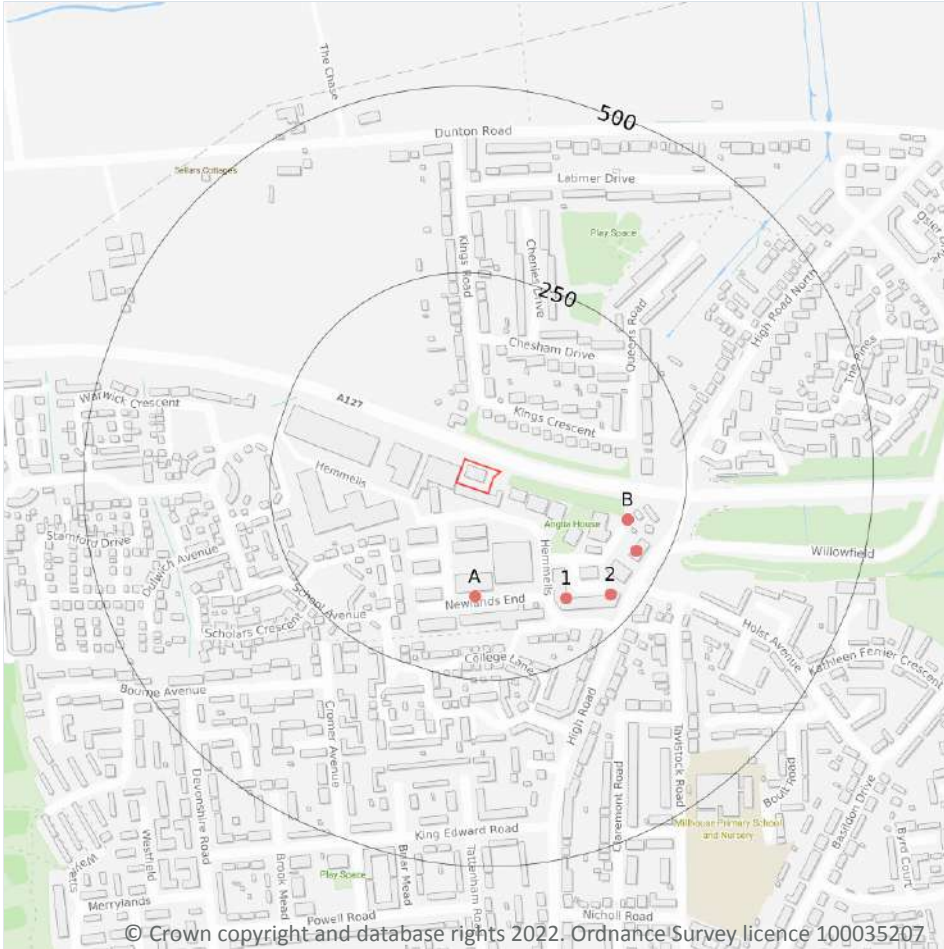 The Chase
500
Dunton Road
Sellars Cottages
Latimer Drive
Play Space
Kings Road
Chenies Drive
250
High Road North
Queens Road
Chesham Drive
The Pines
Warwick Crescent
A127
Kings Crescent
Hemmells
B
Anglia House
Stamford Drive
Dulwich Avenue
Hemmells
Willowfield
A
1
2
School Avenue
Newlands End
Scholars Crescent
Holst Avenue
College Lane
Kathleen Ferrier Crescent
Bourne Avenue
Cromer Avenue
High Road
Tavistock Road
Devonshire Road
Claremont Road
Boult Road
Basildon Drive
Millhouse Primary School
and Nursery
King Edward Road
Westfield
Brook Mead
Play Space
Briar Mead
Tattenham Ro
Byrd Court
Merrylands
Powell Road
Nicholl Road
© Crown copyright and database rights 2022. Ordnance Survey licence 100035207.